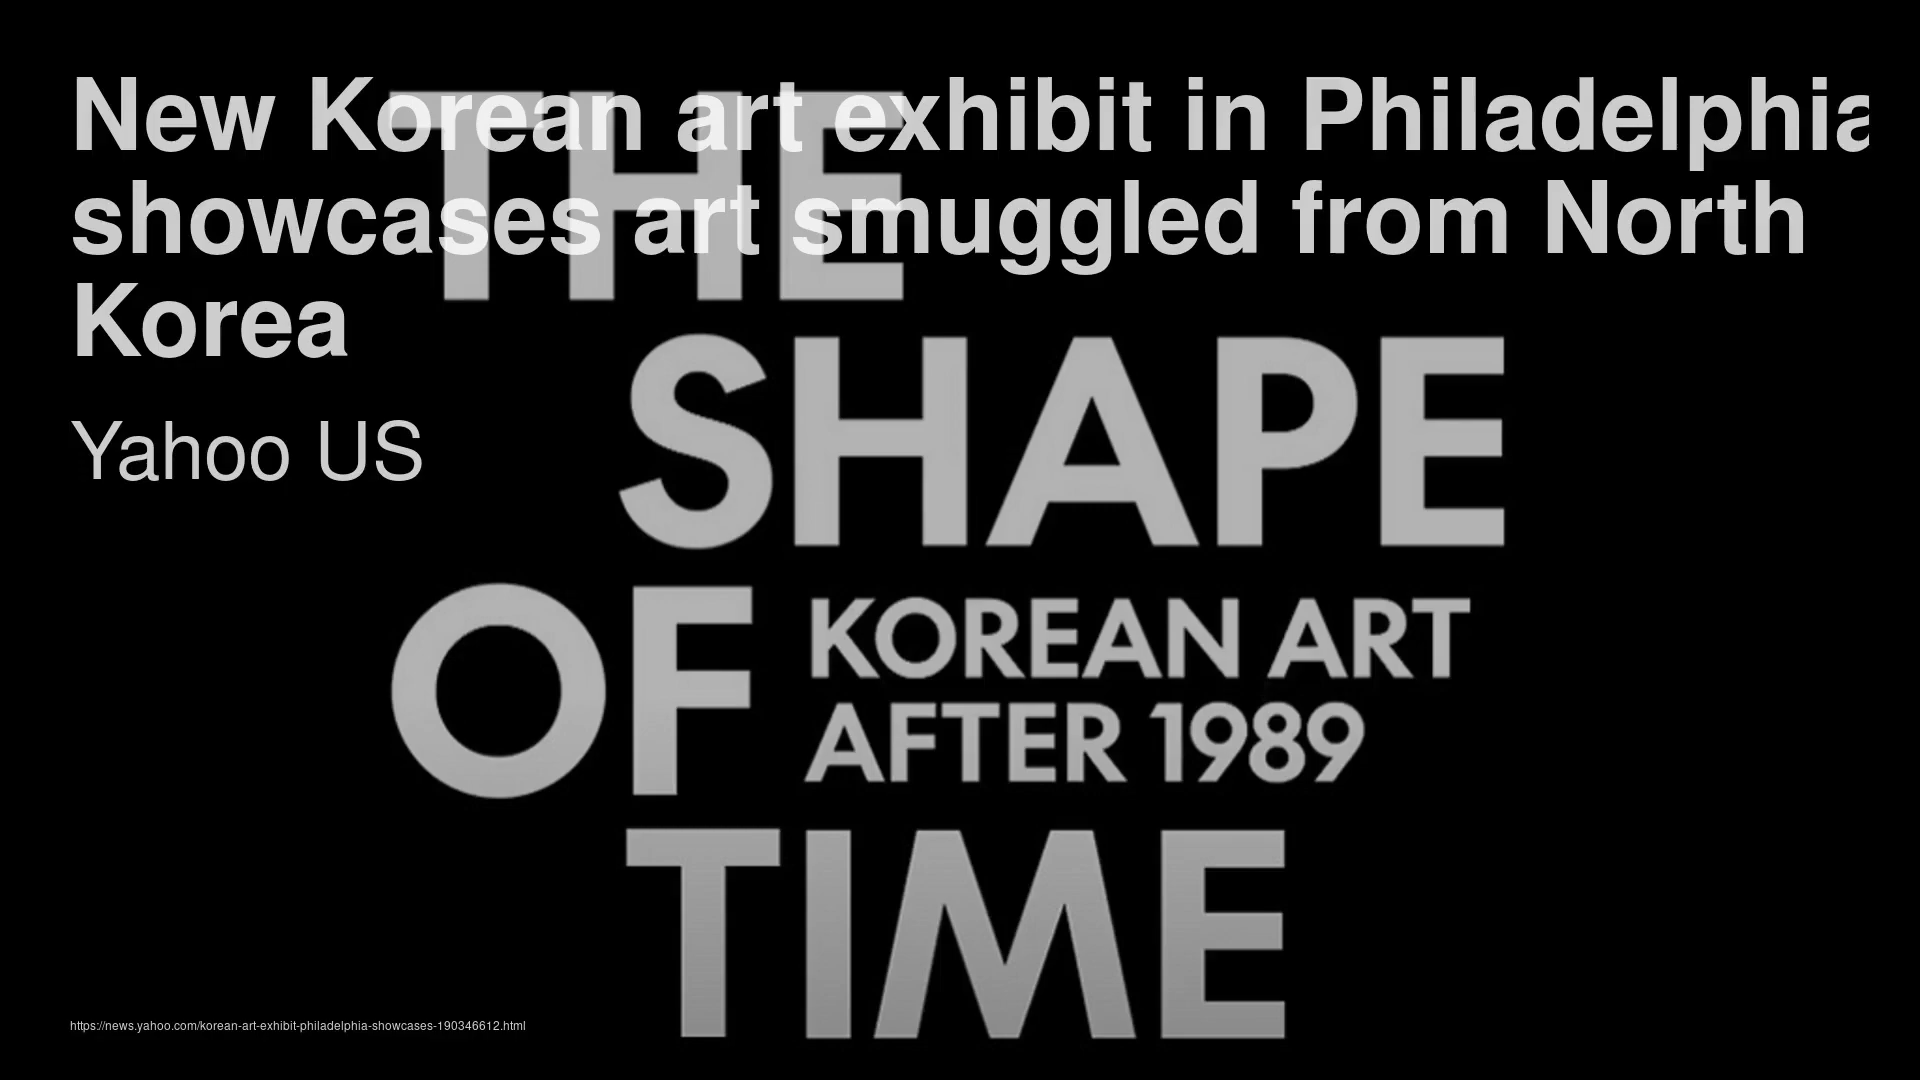 New Korean art exhibit in Philadelphia
showcases art smuggled from North
Korea
Yahoo US
THE
SHAPE
OF
KOREAN ART
AFTER 1989
TIME
https://news.yahoo.com/korean-art-exhibit-philadelphia-showcases-190346612.html